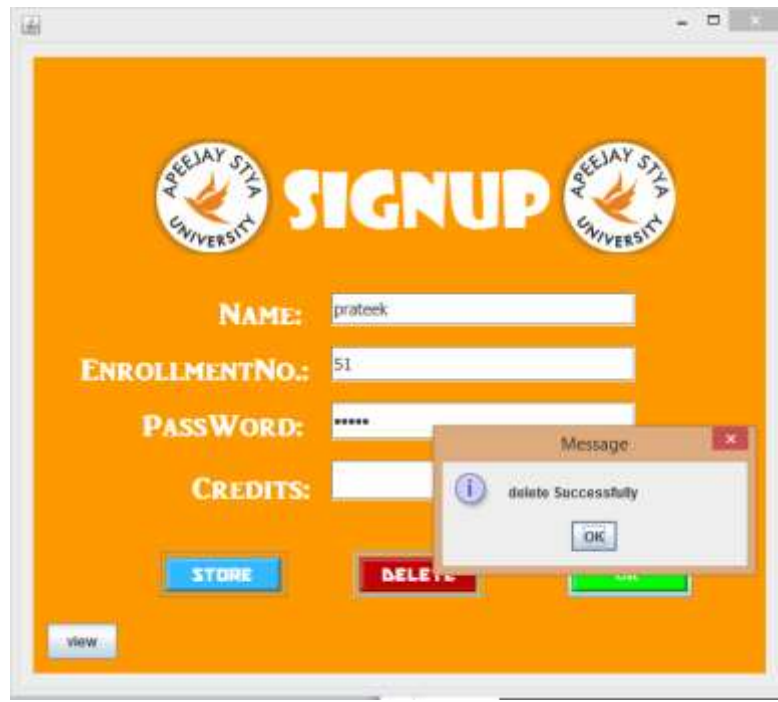 APEEJAY STYA UNIVERSITY
SIGNUP
APEEJAY STYA UNIVERSITY
NAME: prateek
ENROLLMENTNO.: 51
PASSWORD: •••••
Message
CREDITS:
delete Successfully
OK
STORE
DELETE
view